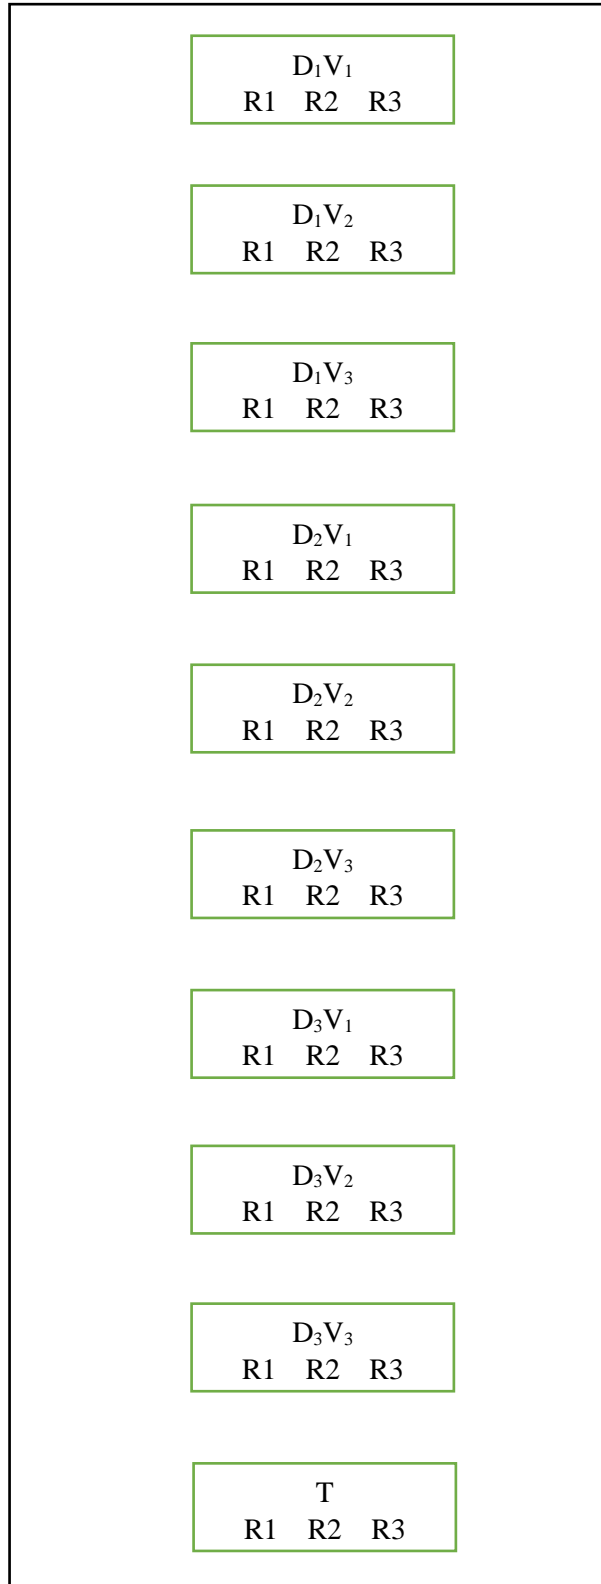 D₁V₁
R1 R2 R3
D₁V₂
R1 R2 R3
D₁V₃
R1 R2 R3
D₂V₁
R1 R2 R3
D₂V₂
R1 R2 R3
D₂V₃
R1 R2 R3
D₃V₁
R1 R2 R3
D₃V₂
R1 R2 R3
D₃V₃
R1 R2 R3
T
R1 R2 R3